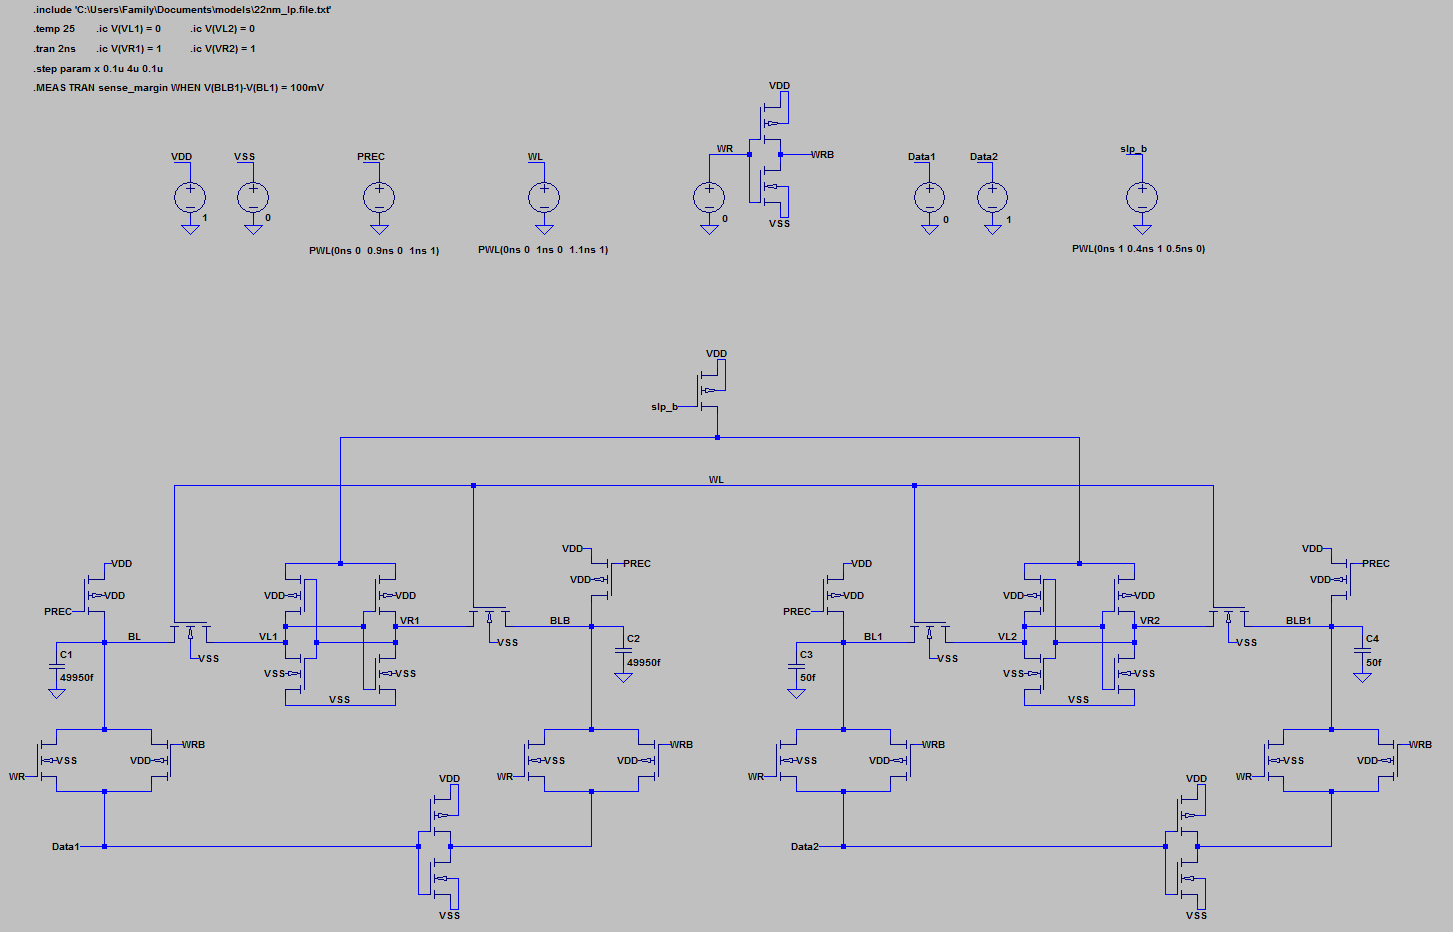 .include 'C:\Users\Family\Documents\models\22nm_lp.file.txt'
.temp 25 .ic V(VL1) = 0 .ic V(VL2) = 0
.tran 2ns .ic V(VR1) = 1 .ic V(VR2) = 1
.step param x 0.1u 4u 0.1u
.MEAS TRAN sense_margin WHEN V(BLB1)-V(BL1) = 100mV
VDD
VDD VSS PREC WL WR WRB Data1 Data2 slp_b
1 0 0 0 1
VSS
PWL(0ns 0 0.9ns 0 1ns 1) PWL(0ns 0 1ns 0 1.1ns 1) PWL(0ns 1 0.4ns 1 0.5ns 0)
VDD
slp_b
WL
VDD VDD
VDD PREC VDD PREC
VDD VDD
VDD VDD VDD VDD VDD VDD
PREC PREC
VR1 BLB VR2 BLB1
BL VL1 VSS C2 BL1 VL2 VSS C4
C1 VSS 49950f C3 VSS 50f
49950f VSS VSS 50f VSS VSS
VSS VSS
WRB WRB WRB WRB
VSS VDD VSS VDD VSS VDD VSS VDD
WR WR WR WR
VDD VDD
Data1 Data2
VSS VSS